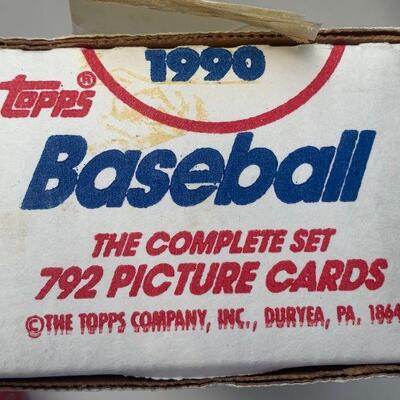 1990
Topps®
Baseball
THE COMPLETE SET
792 PICTURE CARDS
©THE TOPPS COMPANY, INC., DURYEA, PA. 1864